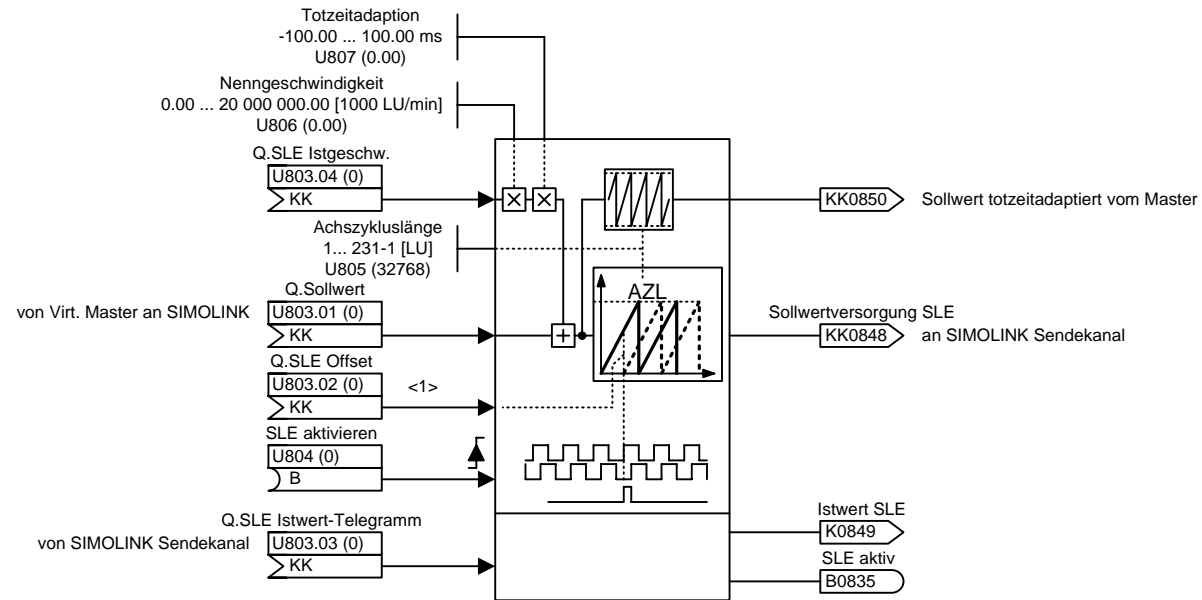 Totzeitadaption
-100.00 ... 100.00 ms
U807 (0.00)
Nenngeschwindigkeit
0.00 ... 20 000 000.00 [1000 LU/min]
U806 (0.00)
Q.SLE Istgeschw.
U803.04 (0)
KK
KK0850
Sollwert totzeitadaptiert vom Master
Achszykluslänge
1... 231-1 [LU]
U805 (32768)
AZL
Q.Sollwert
von Virt. Master an SIMOLINK
U803.01 (0)
KK
Sollwertversorgung SLE
KK0848
an SIMOLINK Sendekanal
Q.SLE Offset
U803.02 (0)
<1>
KK
SLE aktivieren
U804 (0)
B
Q.SLE Istwert-Telegramm
von SIMOLINK Sendekanal
U803.03 (0)
KK
Istwert SLE
K0849
SLE aktiv
B0835